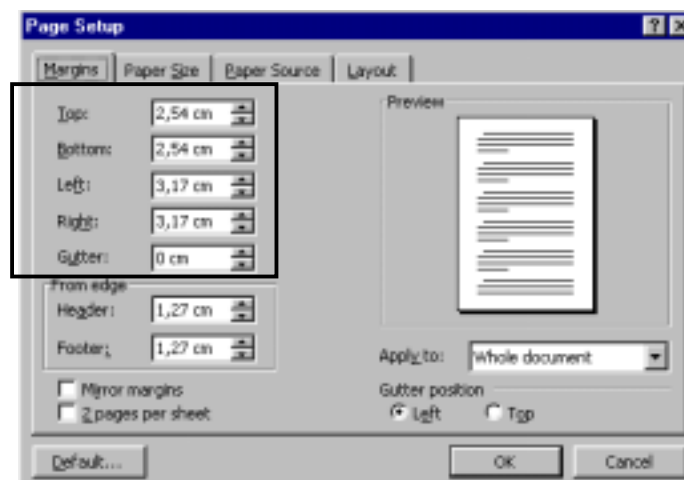 Page Setup
Margins Paper Size Paper Source Layout
Top: 2,54 cm
Bottom: 2,54 cm
Left: 3,17 cm
Right: 3,17 cm
Gutter: 0 cm
From edge
Header: 1,27 cm
Footer: 1,27 cm
Mirror margins
2 pages per sheet
Preview
Apply to: Whole document
Gutter position
Left Top
Default... OK Cancel